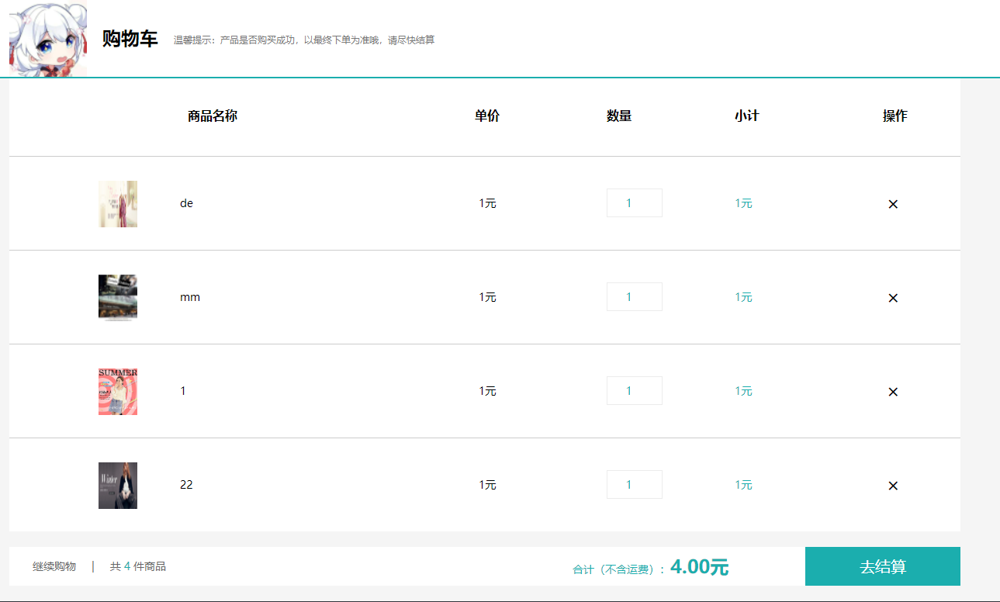 购物车 温馨提示：产品是否购买成功，以最终下单为准哦，请尽快结算
商品名称 单价 数量 小计 操作
de 1元 1 1元 ×
mm 1元 1 1元 ×
SUMMER
1 1元 1 1元 ×
Winter
22 1元 1 1元 ×
继续购物 | 共 4 件商品 合计（不含运费）：4.00元 去结算